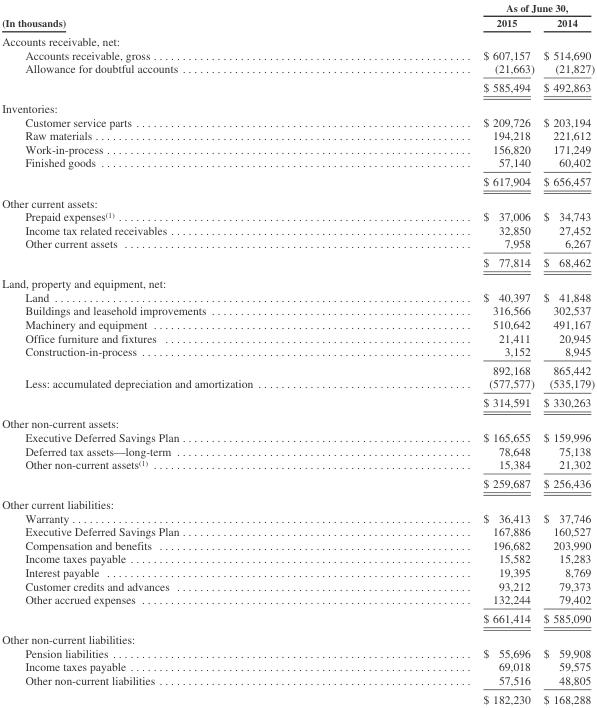 As of June 30,
(In thousands) 2015 2014
Accounts receivable, net:
Accounts receivable, gross $ 607,157 $ 514,690
Allowance for doubtful accounts (21,663) (21,827)
$ 585,494 $ 492,863
Inventories:
Customer service parts $ 209,726 $ 203,194
Raw materials 194,218 221,612
Work-in-process 156,820 171,249
Finished goods 57,140 60,402
$ 617,904 $ 656,457
Other current assets:
Prepaid expenses(1) $ 37,006 $ 34,743
Income tax related receivables 32,850 27,452
Other current assets 7,958 6,267
$ 77,814 $ 68,462
Land, property and equipment, net:
Land $ 40,397 $ 41,848
Buildings and leasehold improvements 316,566 302,537
Machinery and equipment 510,642 491,167
Office furniture and fixtures 21,411 20,945
Construction-in-process 3,152 8,945
892,168 865,442
Less: accumulated depreciation and amortization (577,577) (535,179)
$ 314,591 $ 330,263
Other non-current assets:
Executive Deferred Savings Plan $ 165,655 $ 159,996
Deferred tax assets—long-term 78,648 75,138
Other non-current assets(1) 15,384 21,302
$ 259,687 $ 256,436
Other current liabilities:
Warranty $ 36,413 $ 37,746
Executive Deferred Savings Plan 167,886 160,527
Compensation and benefits 196,682 203,990
Income taxes payable 15,582 15,283
Interest payable 19,395 8,769
Customer credits and advances 93,212 79,373
Other accrued expenses 132,244 79,402
$ 661,414 $ 585,090
Other non-current liabilities:
Pension liabilities $ 55,696 $ 59,908
Income taxes payable 69,018 59,575
Other non-current liabilities 57,516 48,805
$ 182,230 $ 168,288